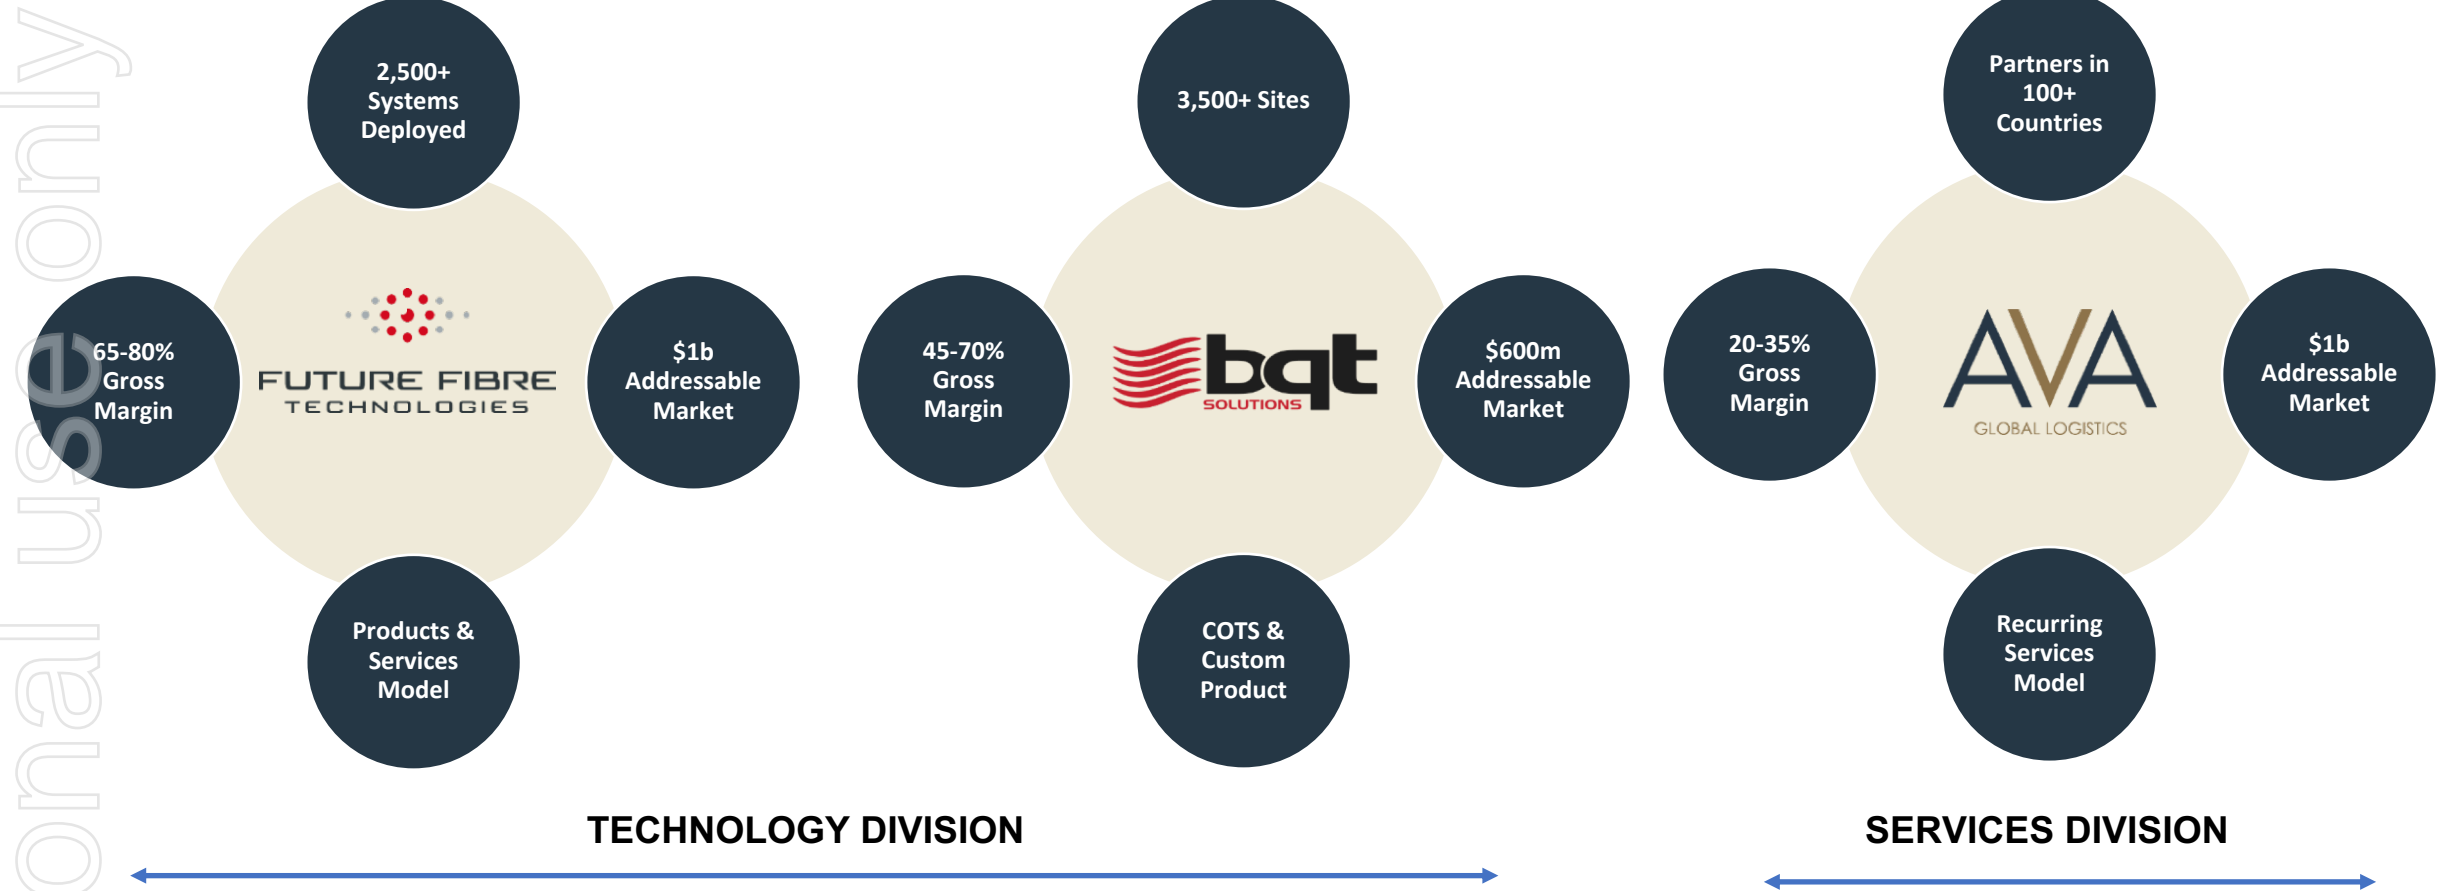 2,500+
Systems
Deployed
65-80%
Gross
Margin
FUTURE FIBRE
TECHNOLOGIES
$1b
Addressable
Market
Products &
Services
Model
3,500+ Sites
45-70%
Gross
Margin
bqt
SOLUTIONS
$600m
Addressable
Market
COTS &
Custom
Product
Partners in
100+
Countries
20-35%
Gross
Margin
AVA
GLOBAL LOGISTICS
$1b
Addressable
Market
Recurring
Services
Model
TECHNOLOGY DIVISION
SERVICES DIVISION
onal use only